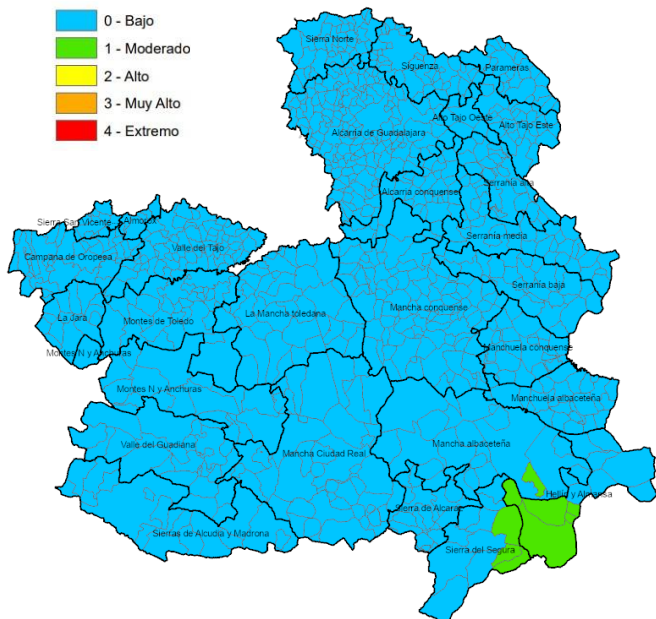 0 - Bajo
1 - Moderado
2 - Alto
3 - Muy Alto
4 - Extremo
Sierra Norte
Siguenza
Parameras
Alto Tajo Oeste
Alto Tajo Este
Alcarria de Guadalajara
Alcarria conquense
Serranía alta
Sierra San Vicente
Almorox
Serranía media
Valle del Tajo
Campana de Oropesa
Serranía baja
La Jara
Montes de Toledo
La Mancha toledana
Mancha conquense
Manchuela conquense
Montes N y Anchuras
Montes N y Anchuras
Manchuela albaceteña
Valle del Guadiana
Mancha Ciudad Real
Mancha albaceteña
Hellín y Almansa
Sierra de Alcaraz
Sierras de Alcudia y Madrona
Sierra del Segura